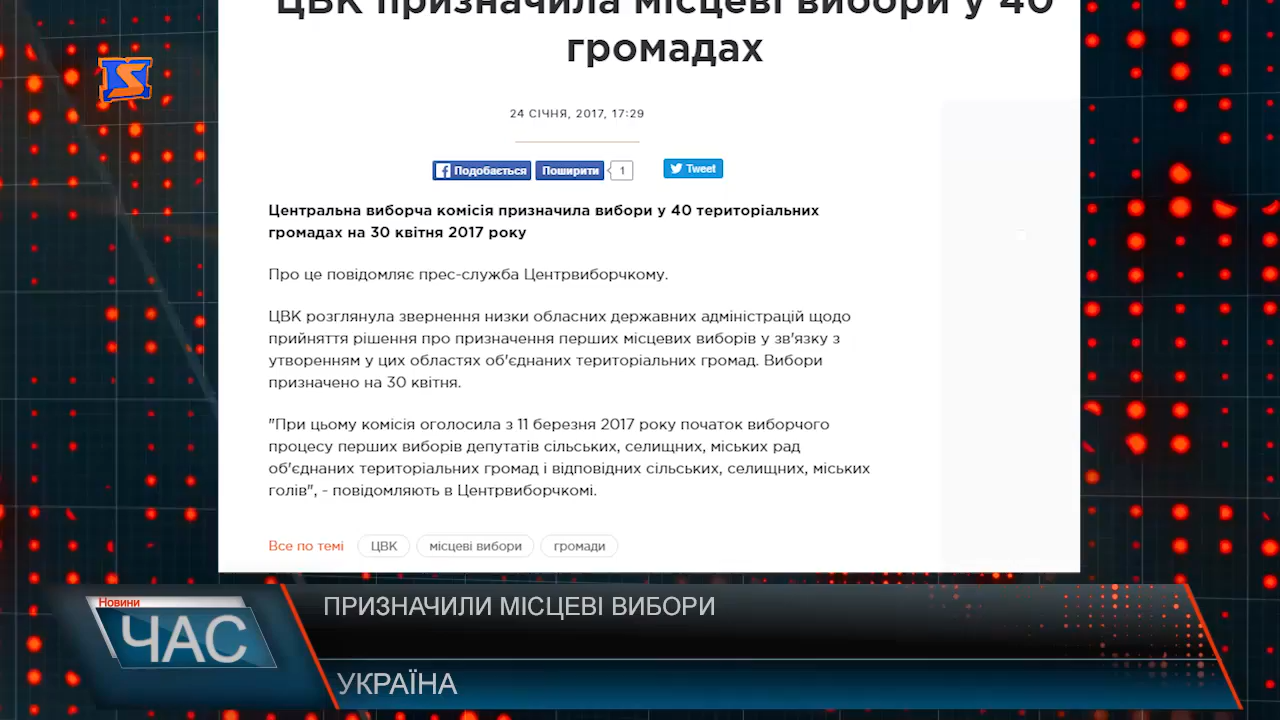 ЦВК призначила місцеві вибори у 40
громадах
24 СІЧНЯ, 2017, 17:29
Подобається Поширити 1 Tweet
Центральна виборча комісія призначила вибори у 40 територіальних
громадах на 30 квітня 2017 року
Про це повідомляє прес-служба Центрвиборчкому.
ЦВК розглянула звернення низки обласних державних адміністрацій щодо
прийняття рішення про призначення перших місцевих виборів у зв'язку з
утворенням у цих областях об'єднаних територіальних громад. Вибори
призначено на 30 квітня.
"При цьому комісія оголосила з 11 березня 2017 року початок виборчого
процесу перших виборів депутатів сільських, селищних, міських рад
об'єднаних територіальних громад і відповідних сільських, селищних, міських
голів", - повідомляють в Центрвиборчкомі.
Все по темі ЦВК місцеві вибори громади
Новини
ЧАС
ПРИЗНАЧИЛИ МІСЦЕВІ ВИБОРИ
УКРАЇНА